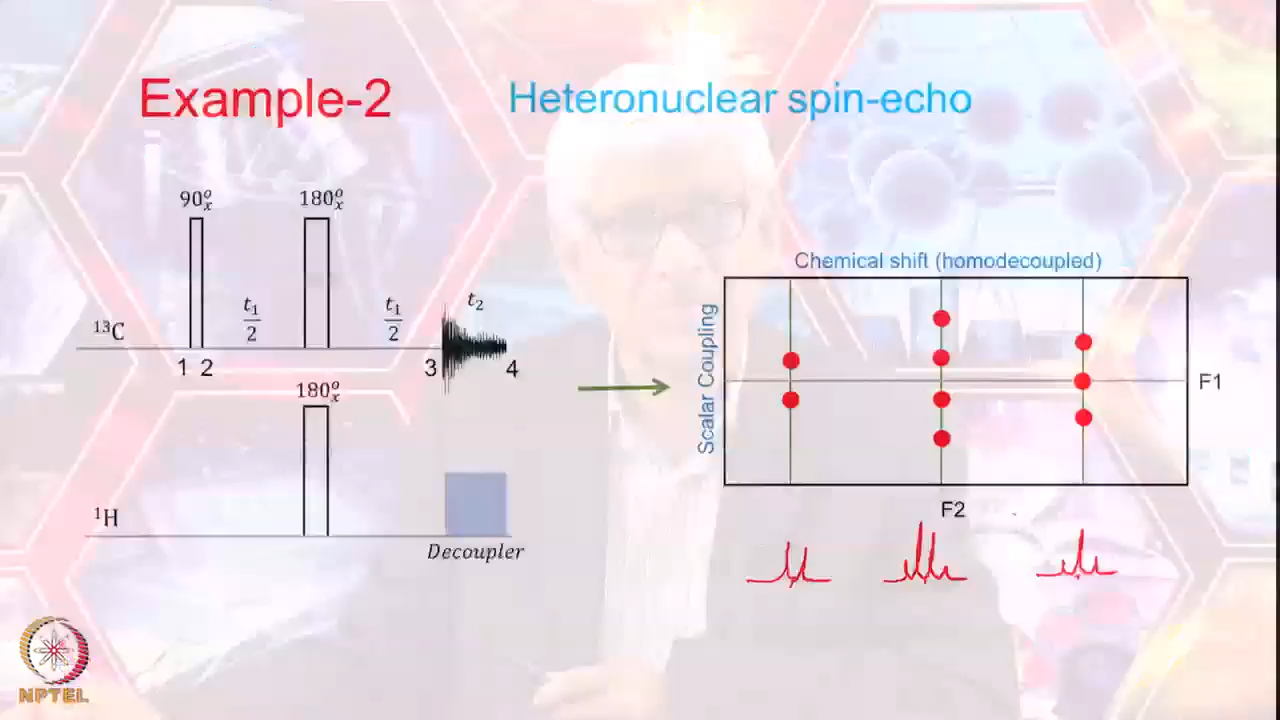 Example-2
Heteronuclear spin-echo
90°x
180°x
t1/2
t1/2
t2
13C
1 2
3
4
180°x
1H
Decoupler
Chemical shift (homodecoupled)
Scalar Coupling
F1
F2
NPTEL